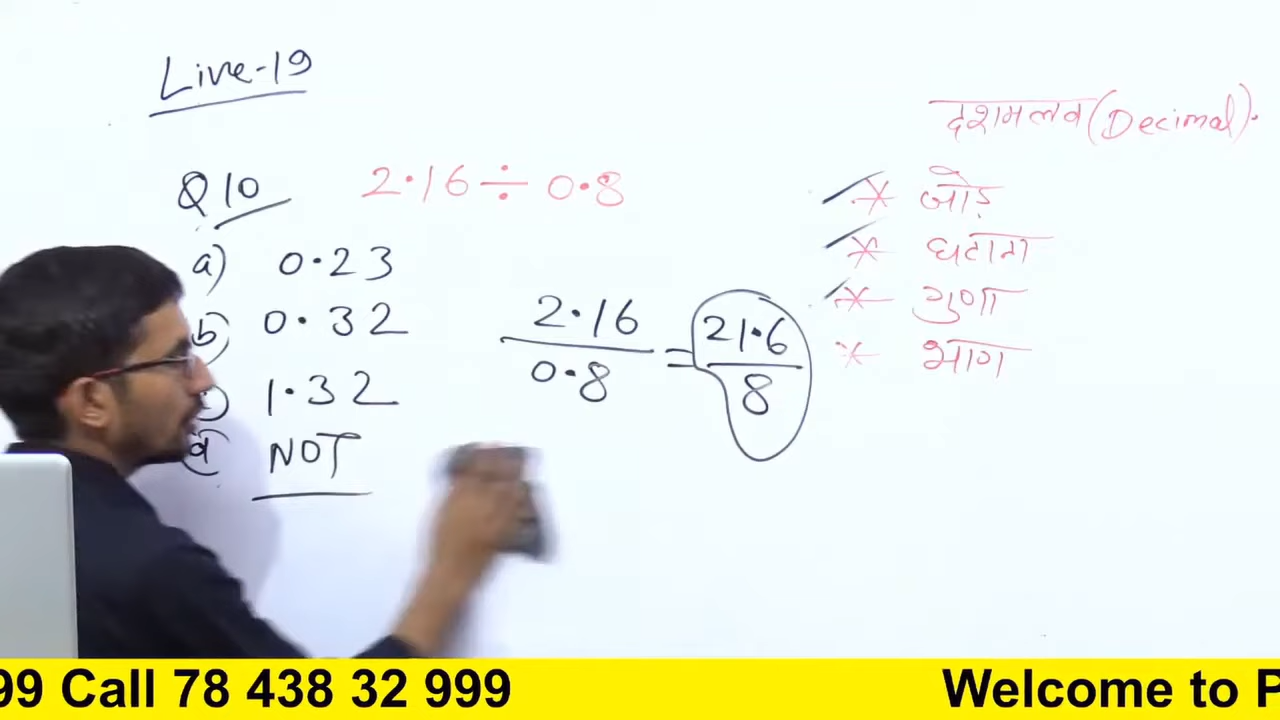 Live-19
दशमलव (Decimal).
Q10 2.16 ÷ 0.8
a) 0.23
b) 0.32
) 1.32
d NOT
2.16 / 0.8 = 21.6 / 8
* जोड़
* घटाना
* गुणा
* भाग
99 Call 78 438 32 999
Welcome to P